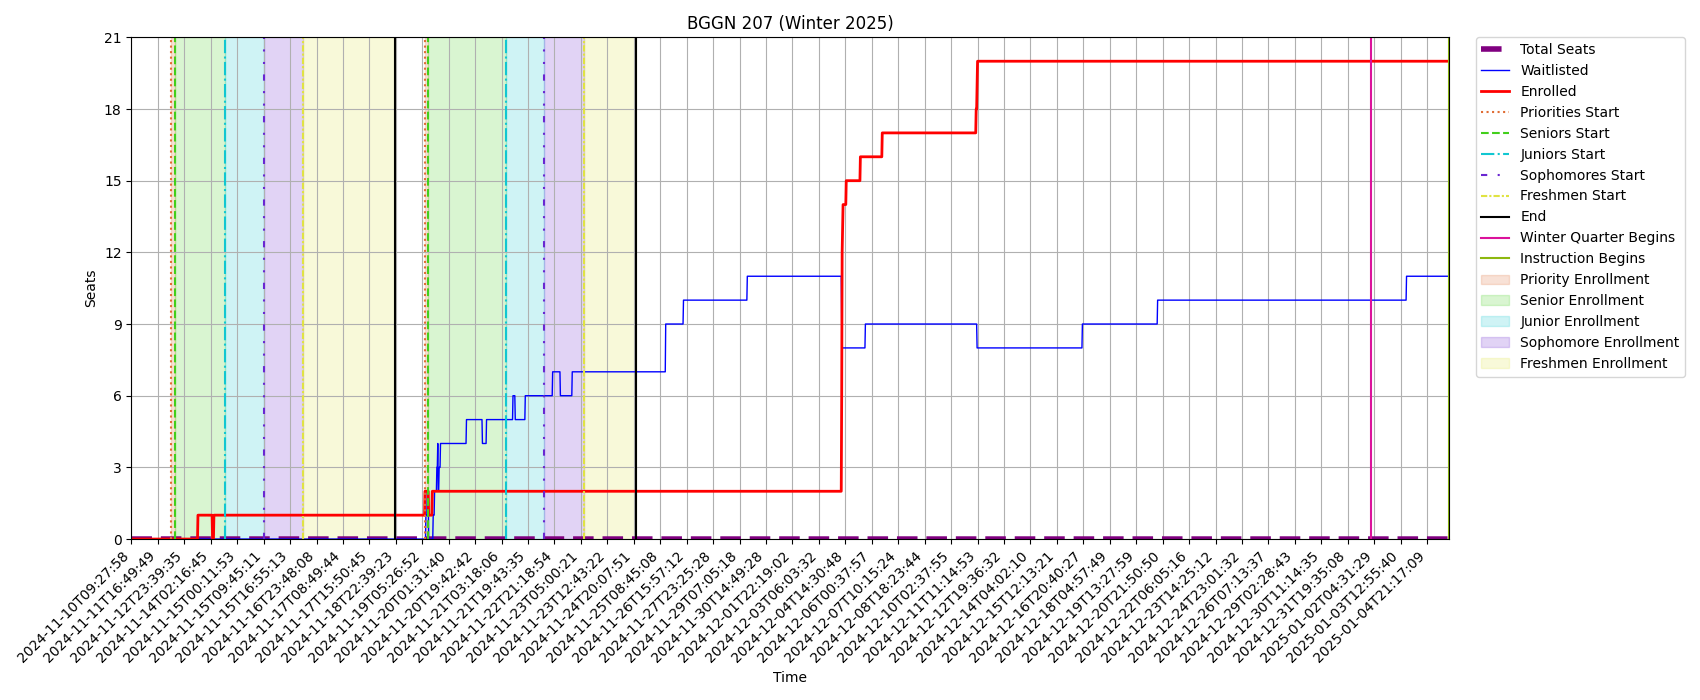 BGGN 207 (Winter 2025)
21
18
15
12
9
6
3
0
Seats
2024-11-10T09:27:58
2024-11-11T16:49:49
2024-11-12T23:39:35
2024-11-14T02:16:45
2024-11-15T00:11:53
2024-11-15T09:45:11
2024-11-15T16:55:13
2024-11-16T23:48:08
2024-11-17T08:49:44
2024-11-17T17:50:45
2024-11-18T22:39:23
2024-11-19T05:26:52
2024-11-20T01:31:40
2024-11-20T19:42:42
2024-11-21T03:18:06
2024-11-21T19:43:35
2024-11-22T21:18:54
2024-11-23T05:00:21
2024-11-23T12:43:22
2024-11-24T20:07:51
2024-11-25T08:45:08
2024-11-26T15:57:12
2024-11-27T23:25:28
2024-11-29T07:05:18
2024-11-30T14:49:28
2024-12-01T22:19:02
2024-12-03T06:03:32
2024-12-04T14:30:48
2024-12-06T00:37:57
2024-12-07T10:15:24
2024-12-08T18:23:44
2024-12-10T02:37:55
2024-12-11T11:14:53
2024-12-12T19:36:32
2024-12-14T04:02:10
2024-12-15T12:13:21
2024-12-16T20:40:27
2024-12-18T04:57:49
2024-12-19T13:27:59
2024-12-20T21:50:50
2024-12-22T06:05:16
2024-12-23T14:25:12
2024-12-24T23:01:32
2024-12-26T07:13:37
2024-12-29T02:28:43
2024-12-30T11:14:35
2024-12-31T19:35:08
2025-01-02T04:31:29
2025-01-03T12:55:40
2025-01-04T21:17:09
Time
Total Seats
Waitlisted
Enrolled
Priorities Start
Seniors Start
Juniors Start
Sophomores Start
Freshmen Start
End
Winter Quarter Begins
Instruction Begins
Priority Enrollment
Senior Enrollment
Junior Enrollment
Sophomore Enrollment
Freshmen Enrollment